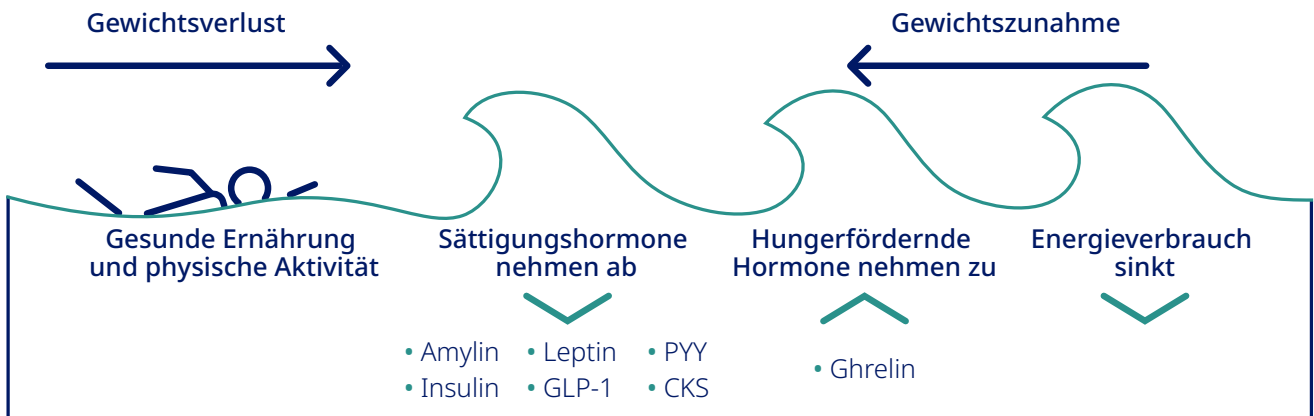 Gewichtsverlust
Gewichtszunahme
Gesunde Ernährung
und physische Aktivität
Sättigungshormone
nehmen ab
• Amylin • Leptin • PYY
• Insulin • GLP-1 • CKS
Hungerfördernde
Hormone nehmen zu
• Ghrelin
Energieverbrauch
sinkt